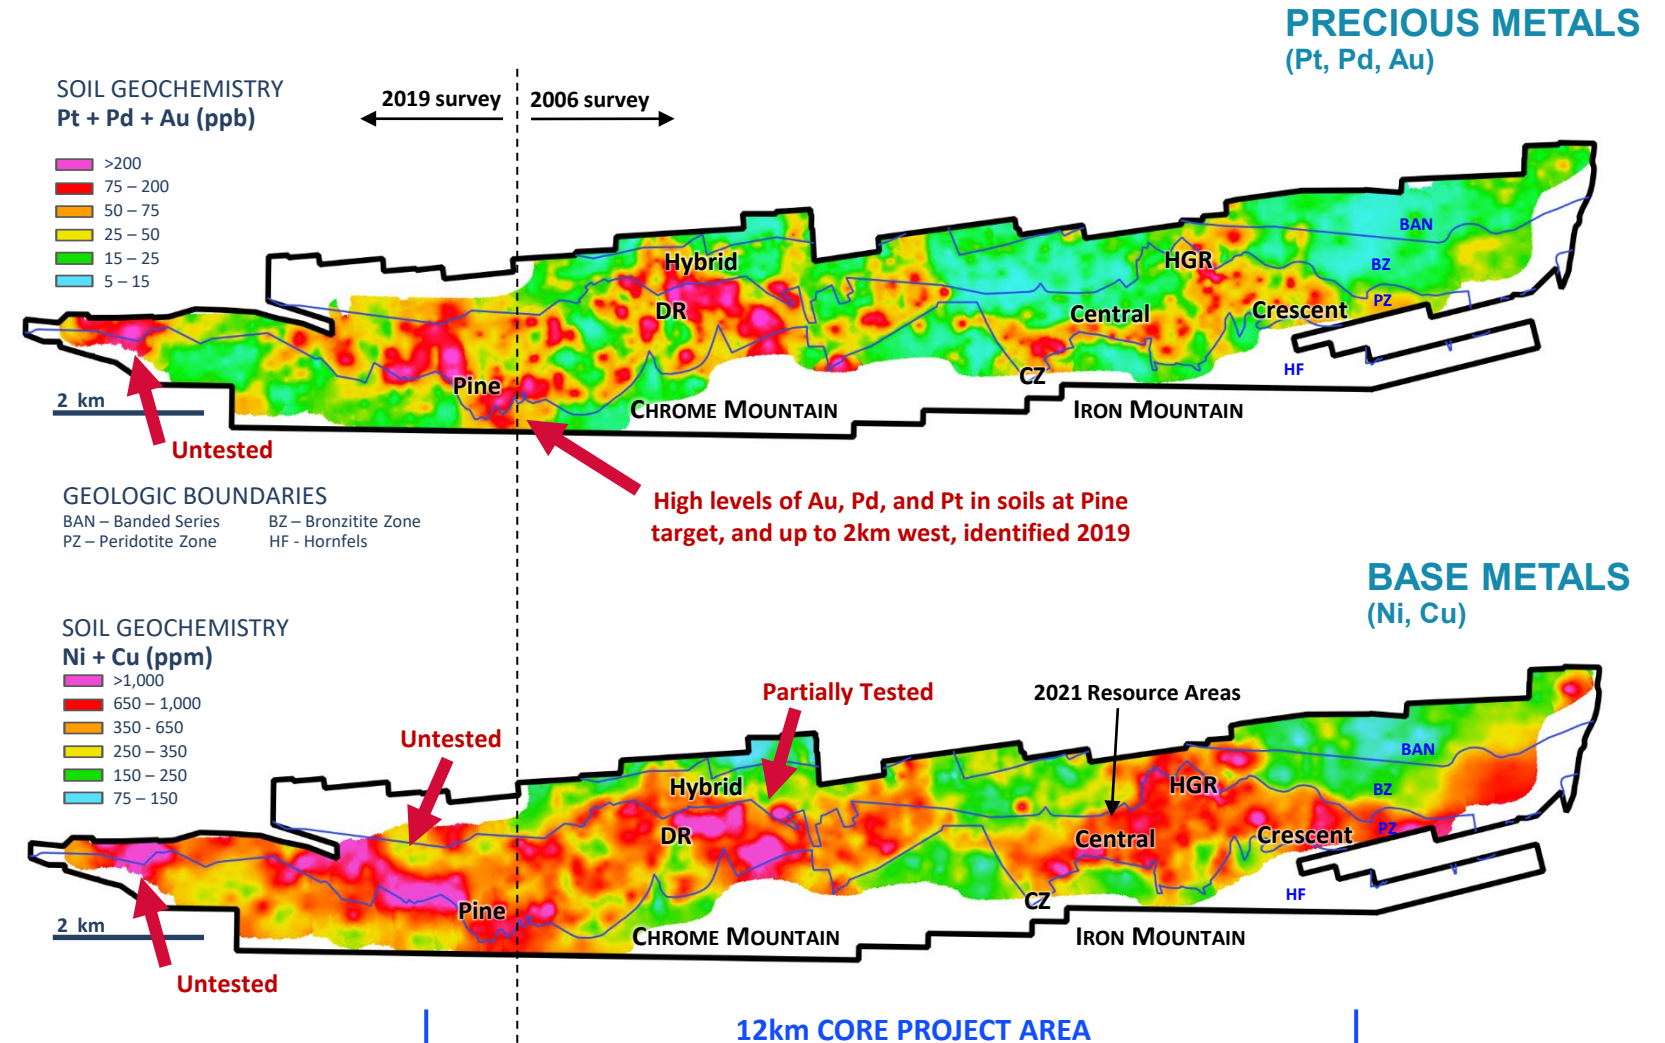 PRECIOUS METALS
(Pt, Pd, Au)
SOIL GEOCHEMISTRY
Pt + Pd + Au (ppb)
>200
75 – 200
50 – 75
25 – 50
15 – 25
5 – 15
2019 survey
2006 survey
BAN
Hybrid
HGR
BZ
DR
Central
Crescent
PZ
HF
Pine
CZ
2 km
CHROME MOUNTAIN
IRON MOUNTAIN
Untested
High levels of Au, Pd, and Pt in soils at Pine
target, and up to 2km west, identified 2019
GEOLOGIC BOUNDARIES
BAN – Banded Series
BZ – Bronzitite Zone
PZ – Peridotite Zone
HF - Hornfels
BASE METALS
(Ni, Cu)
SOIL GEOCHEMISTRY
Ni + Cu (ppm)
>1,000
650 – 1,000
350 - 650
250 – 350
150 – 250
75 – 150
Untested
Partially Tested
2021 Resource Areas
BAN
Hybrid
HGR
BZ
DR
Central
Crescent
PZ
HF
Pine
CZ
2 km
CHROME MOUNTAIN
IRON MOUNTAIN
Untested
12km CORE PROJECT AREA